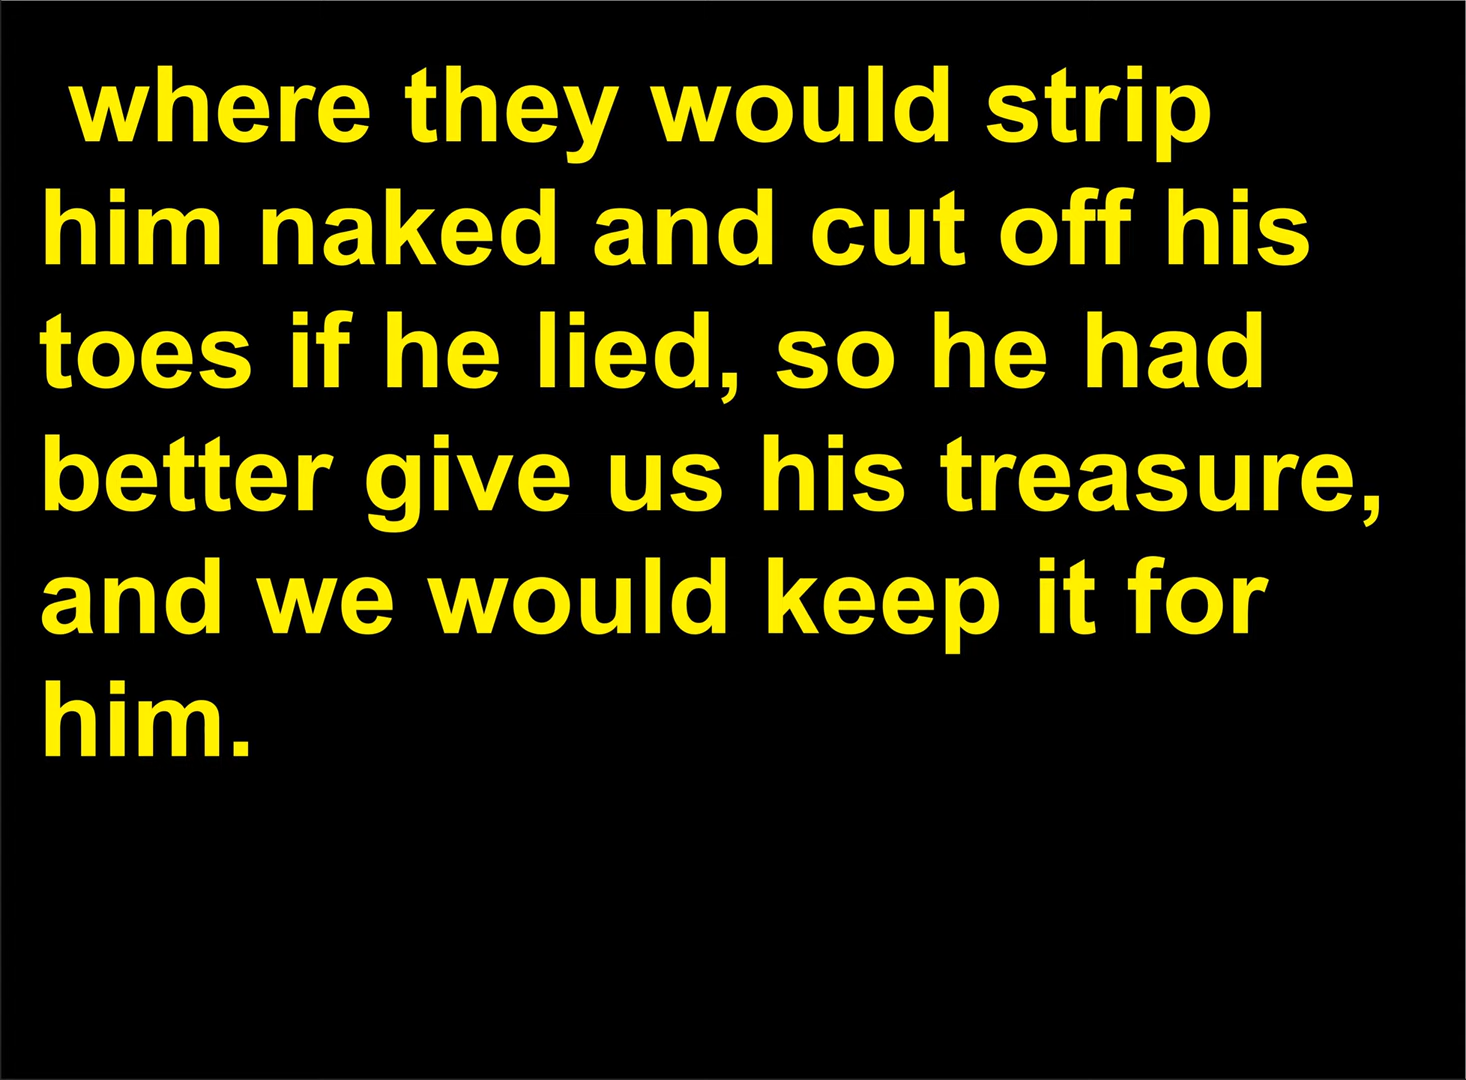 where they would strip
him naked and cut off his
toes if he lied, so he had
better give us his treasure,
and we would keep it for
him.